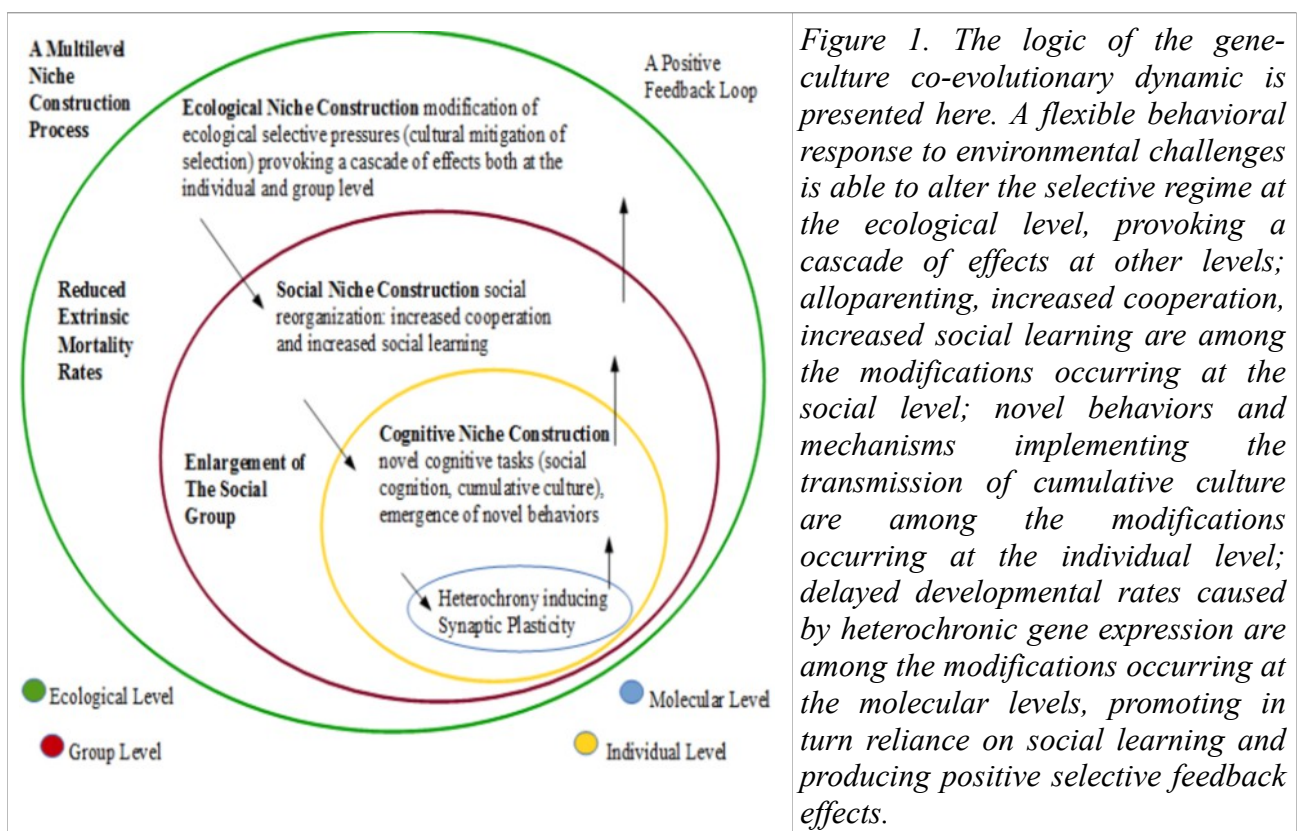 A Multilevel
Niche
Construction
Process
A Positive
Feedback Loop
Ecological Niche Construction modification of
ecological selective pressures (cultural mitigation of
selection) provoking a cascade of effects both at the
individual and group level
Reduced
Extrinsic
Mortality
Rates
Social Niche Construction social
reorganization: increased cooperation
and increased social learning
Enlargement of
The Social
Group
Cognitive Niche Construction
novel cognitive tasks (social
cognition, cumulative culture),
emergence of novel behaviors
Heterochrony inducing
Synaptic Plasticity
Ecological Level
Group Level
Molecular Level
Individual Level
Figure 1. The logic of the gene-
culture co-evolutionary dynamic is
presented here. A flexible behavioral
response to environmental challenges
is able to alter the selective regime at
the ecological level, provoking a
cascade of effects at other levels;
alloparenting, increased cooperation,
increased social learning are among
the modifications occurring at the
social level; novel behaviors and
mechanisms implementing the
transmission of cumulative culture
are among the modifications
occurring at the individual level;
delayed developmental rates caused
by heterochronic gene expression are
among the modifications occurring at
the molecular levels, promoting in
turn reliance on social learning and
producing positive selective feedback
effects.